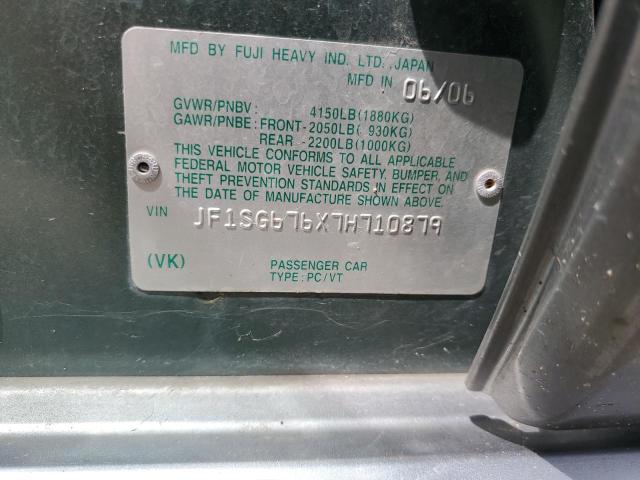 MFD BY FUJI HEAVY IND. LTD.,JAPAN
MFD IN 06/06
GVWR/PNBV: 4150LB(1880KG)
GAWR/PNBE:FRONT-2050LB( 930KG)
REAR -2200LB(1000KG)
THIS VEHICLE CONFORMS TO ALL APPLICABLE
FEDERAL MOTOR VEHICLE SAFETY, BUMPER, AND
THEFT PREVENTION STANDARDS IN EFFECT ON
THE DATE OF MANUFACTURE SHOWN ABOVE.
VIN JF1SG676X7H710879
(VK) PASSENGER CAR
TYPE:PC/VT